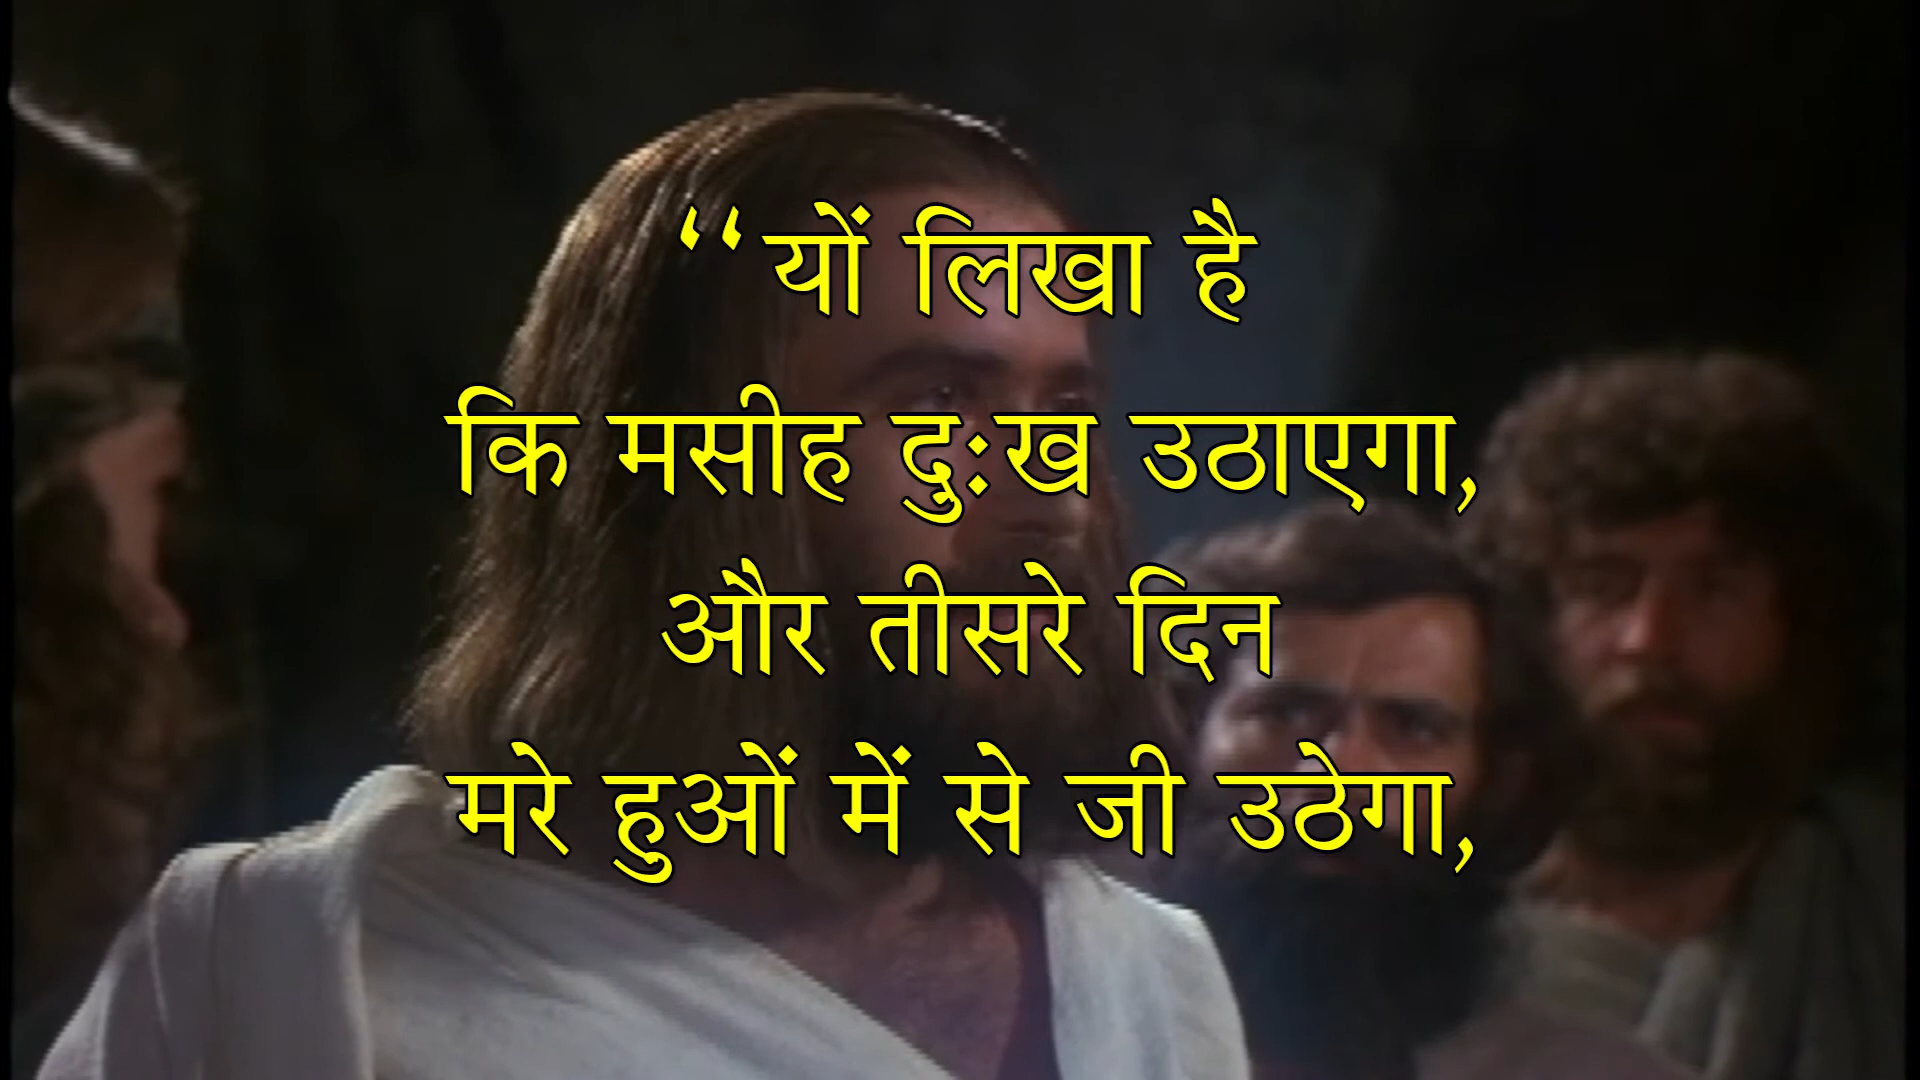 ‘‘यों लिखा है
कि मसीह दुःख उठाएगा,
और तीसरे दिन
मरे हुओं में से जी उठेगा,